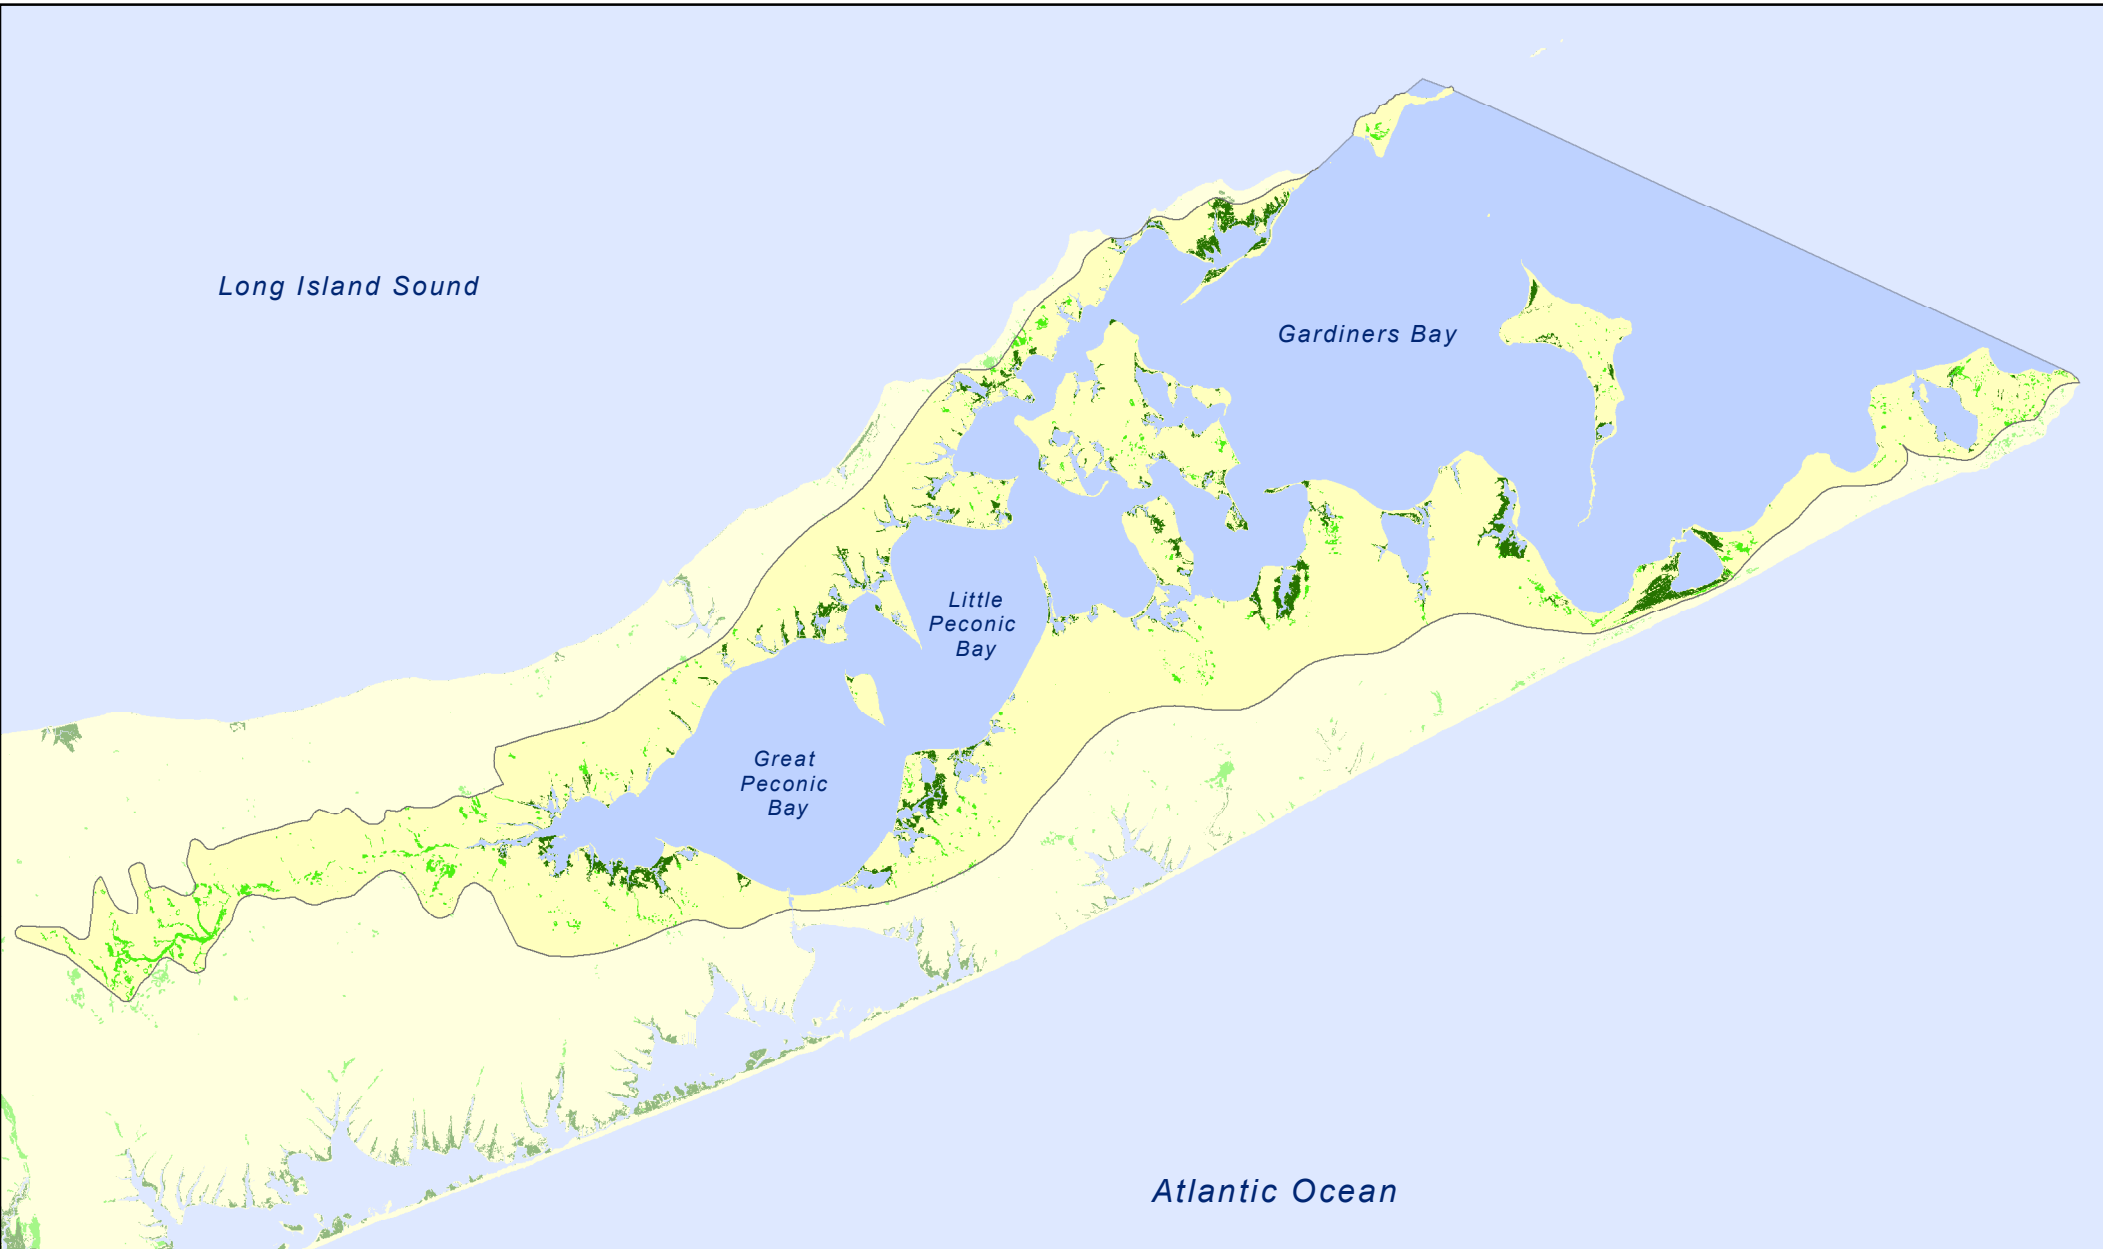 Long Island Sound
Gardiners Bay
Little
Peconic
Bay
Great
Peconic
Bay
Atlantic Ocean